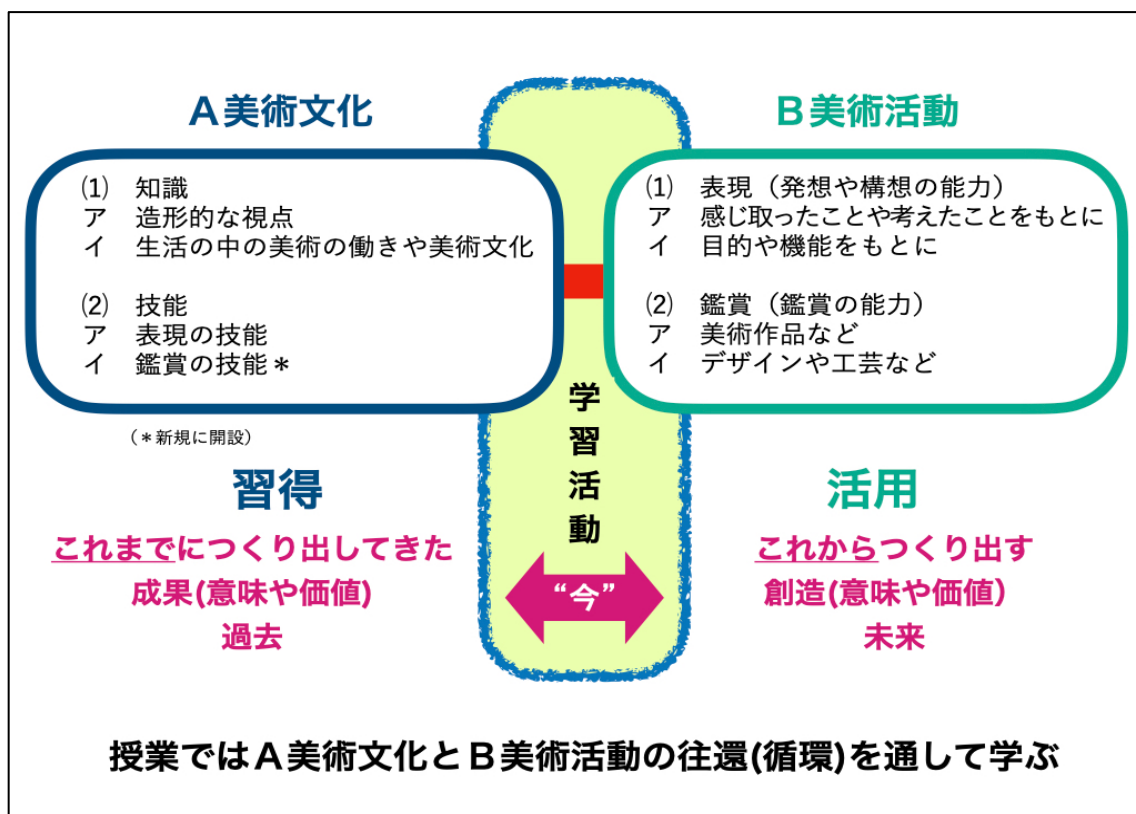 A美術文化
⑴ 知識
ア 造形的な視点
イ 生活の中の美術の働きや美術文化
⑵ 技能
ア 表現の技能
イ 鑑賞の技能＊
（＊新規に開設）
習得
これまでにつくり出してきた
成果(意味や価値)
過去
学習活動
“今”
B美術活動
⑴ 表現（発想や構想の能力）
ア 感じ取ったことや考えたことをもとに
イ 目的や機能をもとに
⑵ 鑑賞（鑑賞の能力）
ア 美術作品など
イ デザインや工芸など
活用
これからつくり出す
創造(意味や価値）
未来
授業ではA美術文化とB美術活動の往還(循環)を通して学ぶ